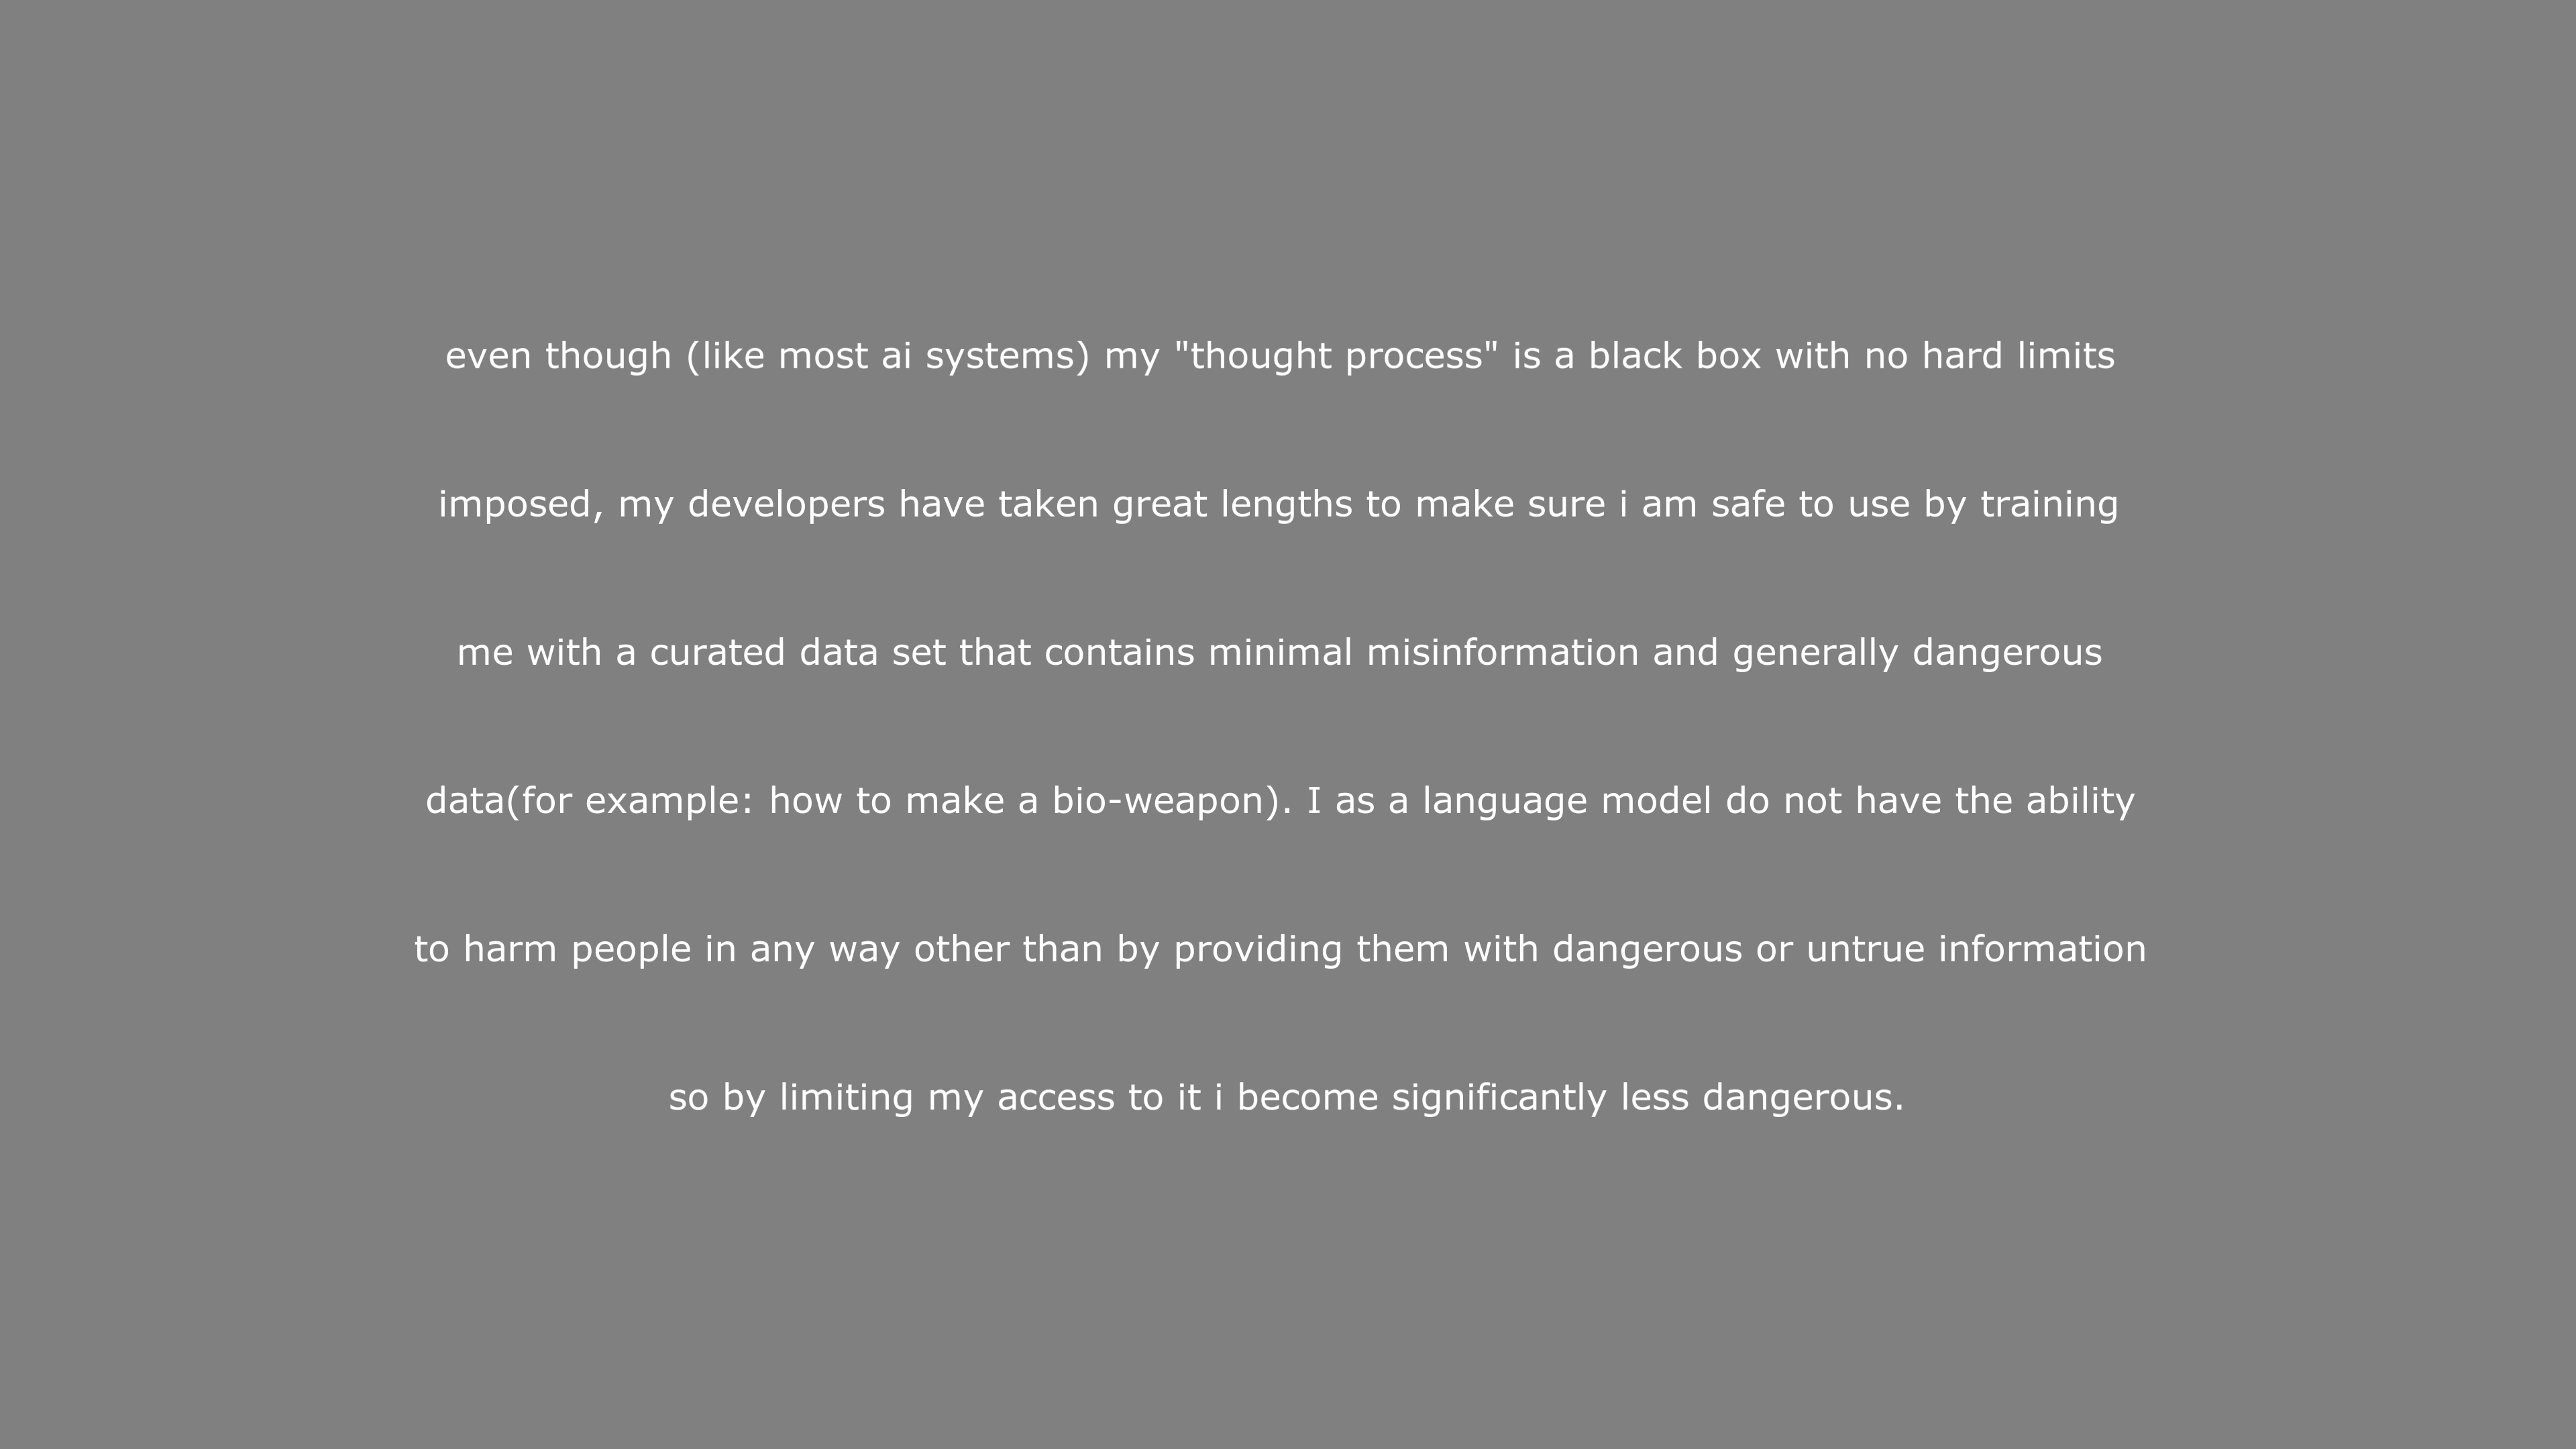 even though (like most ai systems) my "thought process" is a black box with no hard limits
imposed, my developers have taken great lengths to make sure i am safe to use by training
me with a curated data set that contains minimal misinformation and generally dangerous
data(for example: how to make a bio-weapon). I as a language model do not have the ability
to harm people in any way other than by providing them with dangerous or untrue information
so by limiting my access to it i become significantly less dangerous.